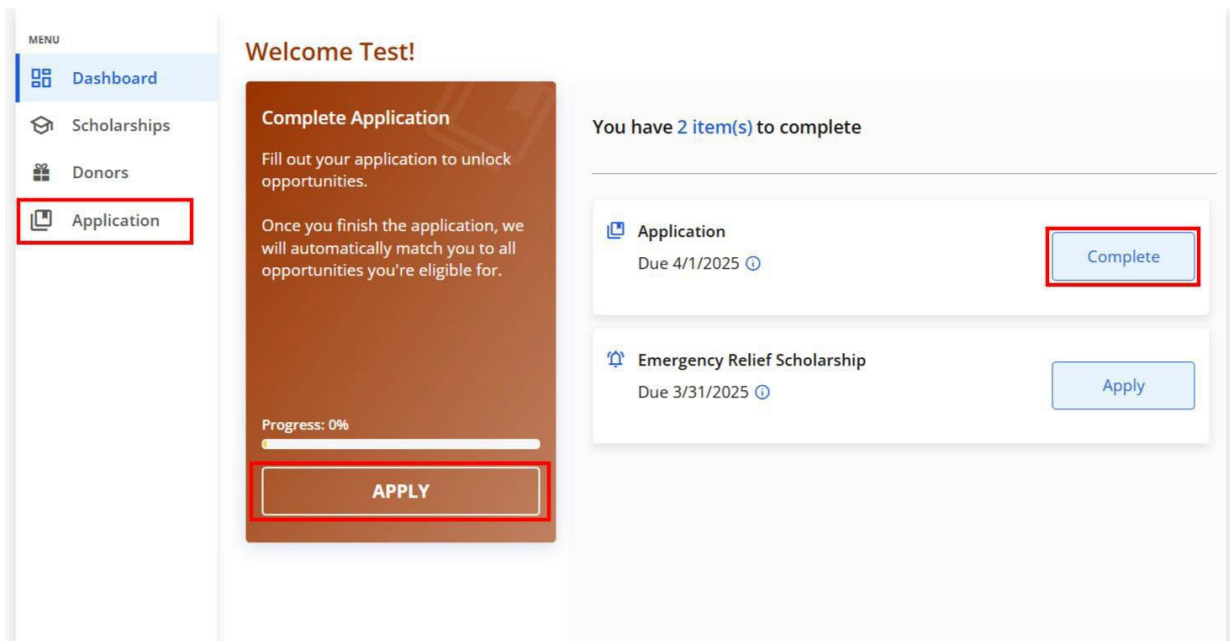 MENU
Dashboard
Scholarships
Donors
Application
Welcome Test!
Complete Application
Fill out your application to unlock
opportunities.
Once you finish the application, we
will automatically match you to all
opportunities you're eligible for.
Progress: 0%
APPLY
You have 2 item(s) to complete
Application
Due 4/1/2025
Complete
Emergency Relief Scholarship
Due 3/31/2025
Apply